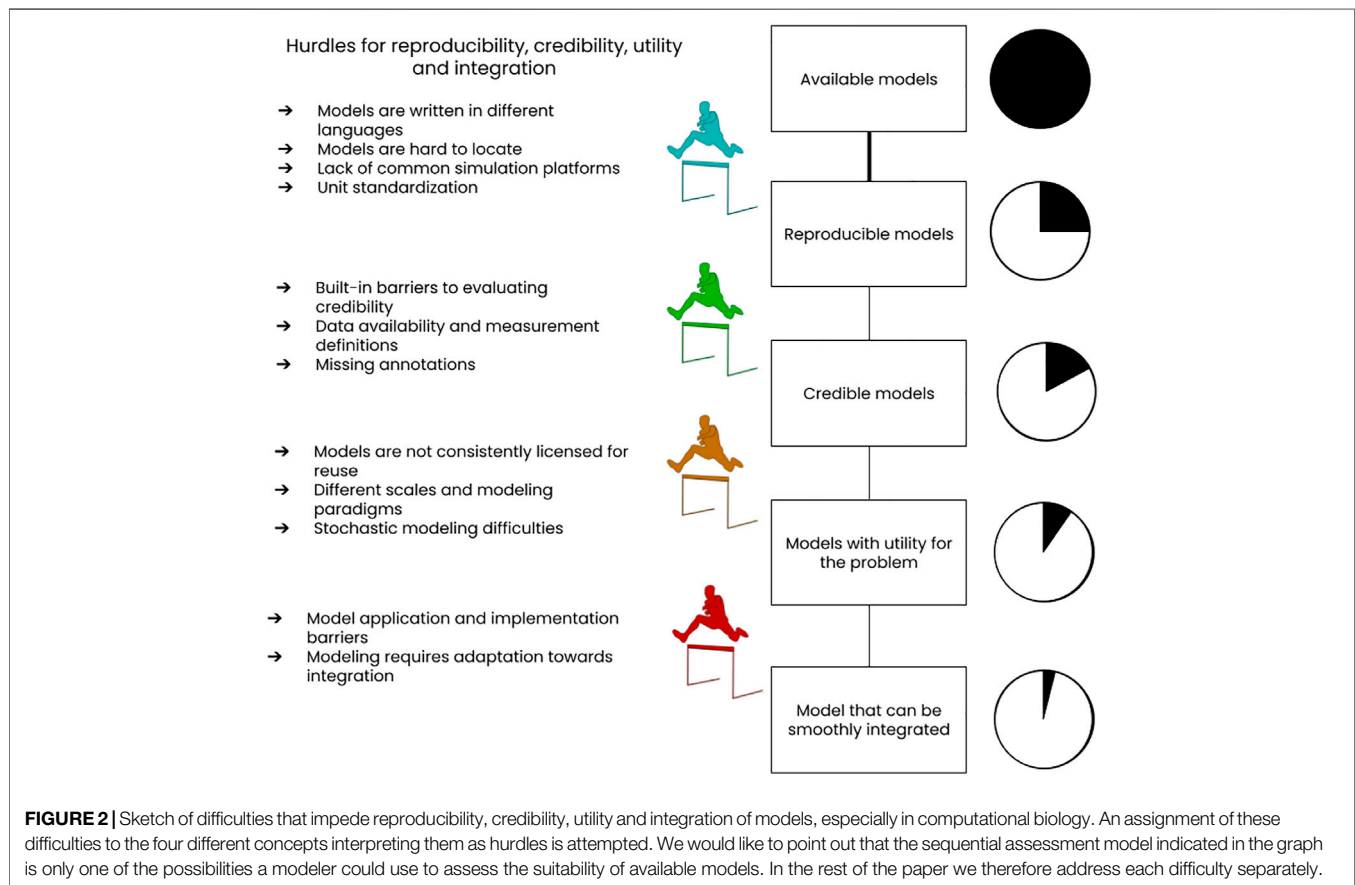 Hurdles for reproducibility, credibility, utility
and integration
➔ Models are written in different
languages
➔ Models are hard to locate
➔ Lack of common simulation platforms
➔ Unit standardization
➔ Built-in barriers to evaluating
credibility
➔ Data availability and measurement
definitions
➔ Missing annotations
➔ Models are not consistently licensed for
reuse
➔ Different scales and modeling
paradigms
➔ Stochastic modeling difficulties
➔ Model application and implementation
barriers
➔ Modeling requires adaptation towards
integration
Available models
Reproducible models
Credible models
Models with utility for
the problem
Model that can be
smoothly integrated
FIGURE 2 | Sketch of difficulties that impede reproducibility, credibility, utility and integration of models, especially in computational biology. An assignment of these
difficulties to the four different concepts interpreting them as hurdles is attempted. We would like to point out that the sequential assessment model indicated in the graph
is only one of the possibilities a modeler could use to assess the suitability of available models. In the rest of the paper we therefore address each difficulty separately.